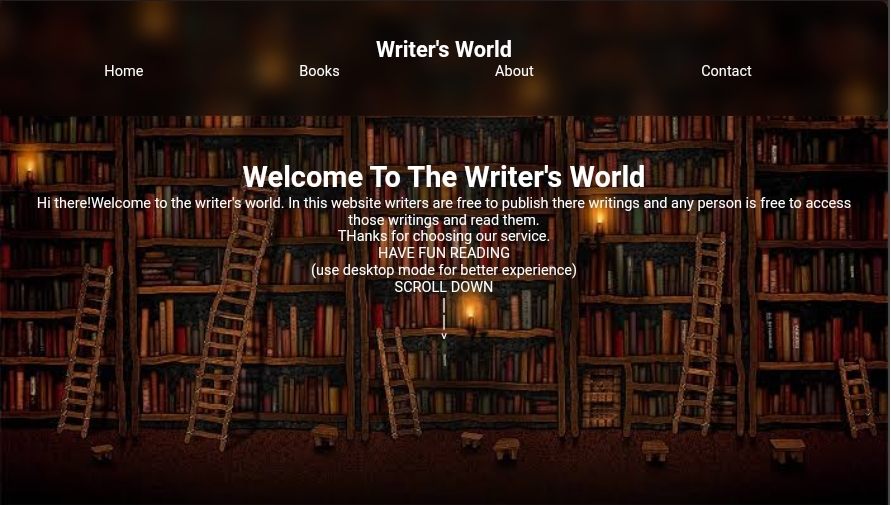 Writer's World
Home Books About Contact
Welcome To The Writer's World
Hi there!Welcome to the writer's world. In this website writers are free to publish there writings and any person is free to access
those writings and read them.
THanks for choosing our service.
HAVE FUN READING
(use desktop mode for better experience)
SCROLL DOWN
|
|
v